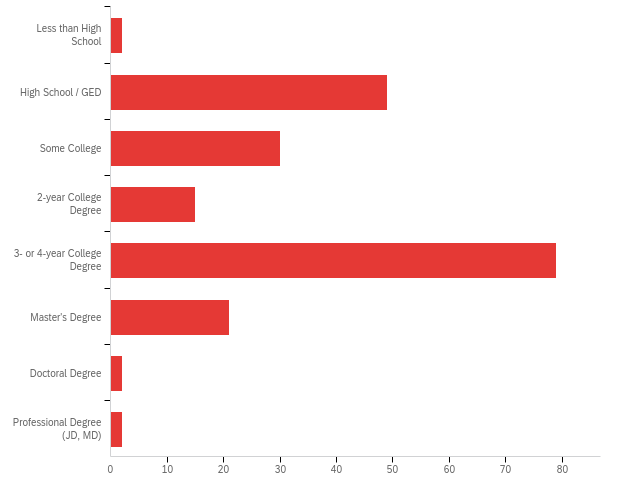 Less than High
School
High School / GED
Some College
2-year College
Degree
3- or 4-year College
Degree
Master's Degree
Doctoral Degree
Professional Degree
(JD, MD)
0 10 20 30 40 50 60 70 80